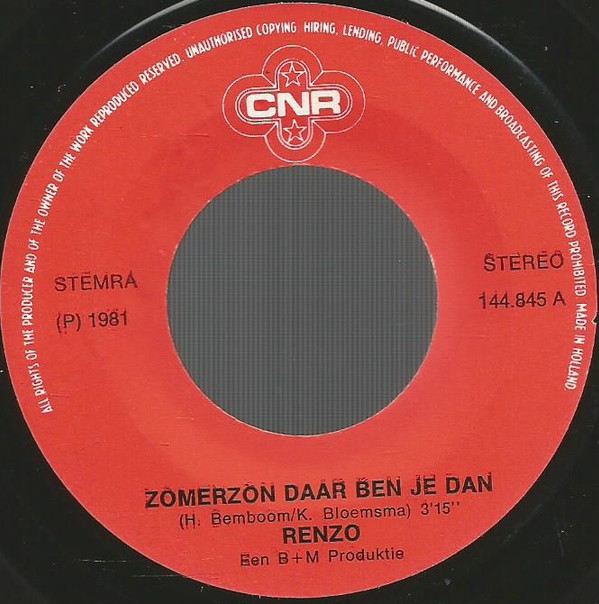 ALL RIGHTS OF THE PRODUCER AND OF THE OWNER OF THE WORK REPRODUCED RESERVED. UNAUTHORISED COPYING HIRING, LENDING, PUBLIC PERFORMANCE AND BROADCASTING OF THIS RECORD PROHIBITED. MADE IN HOLLAND.
CNR
STEMRA
(P) 1981
STEREO
144.845 A
ZOMERZON DAAR BEN JE DAN
(H. Bemboom/K. Bloemsma) 3'15''
RENZO
Een B+M Produktie